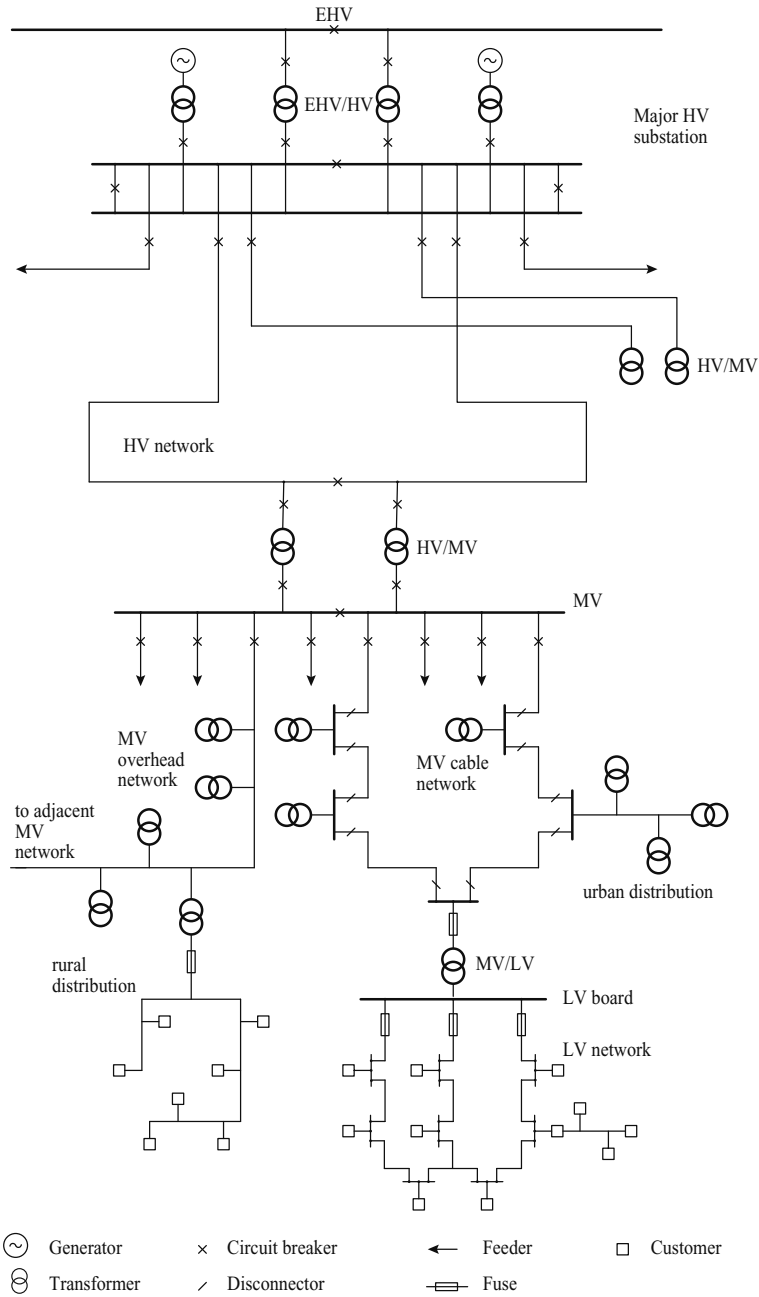 EHV
EHV/HV
Major HV
substation
HV/MV
HV network
HV/MV
MV
MV
overhead
network
MV cable
network
to adjacent
MV
network
urban distribution
rural
distribution
MV/LV
LV board
LV network
Generator
Circuit breaker
Feeder
Customer
Transformer
Disconnector
Fuse